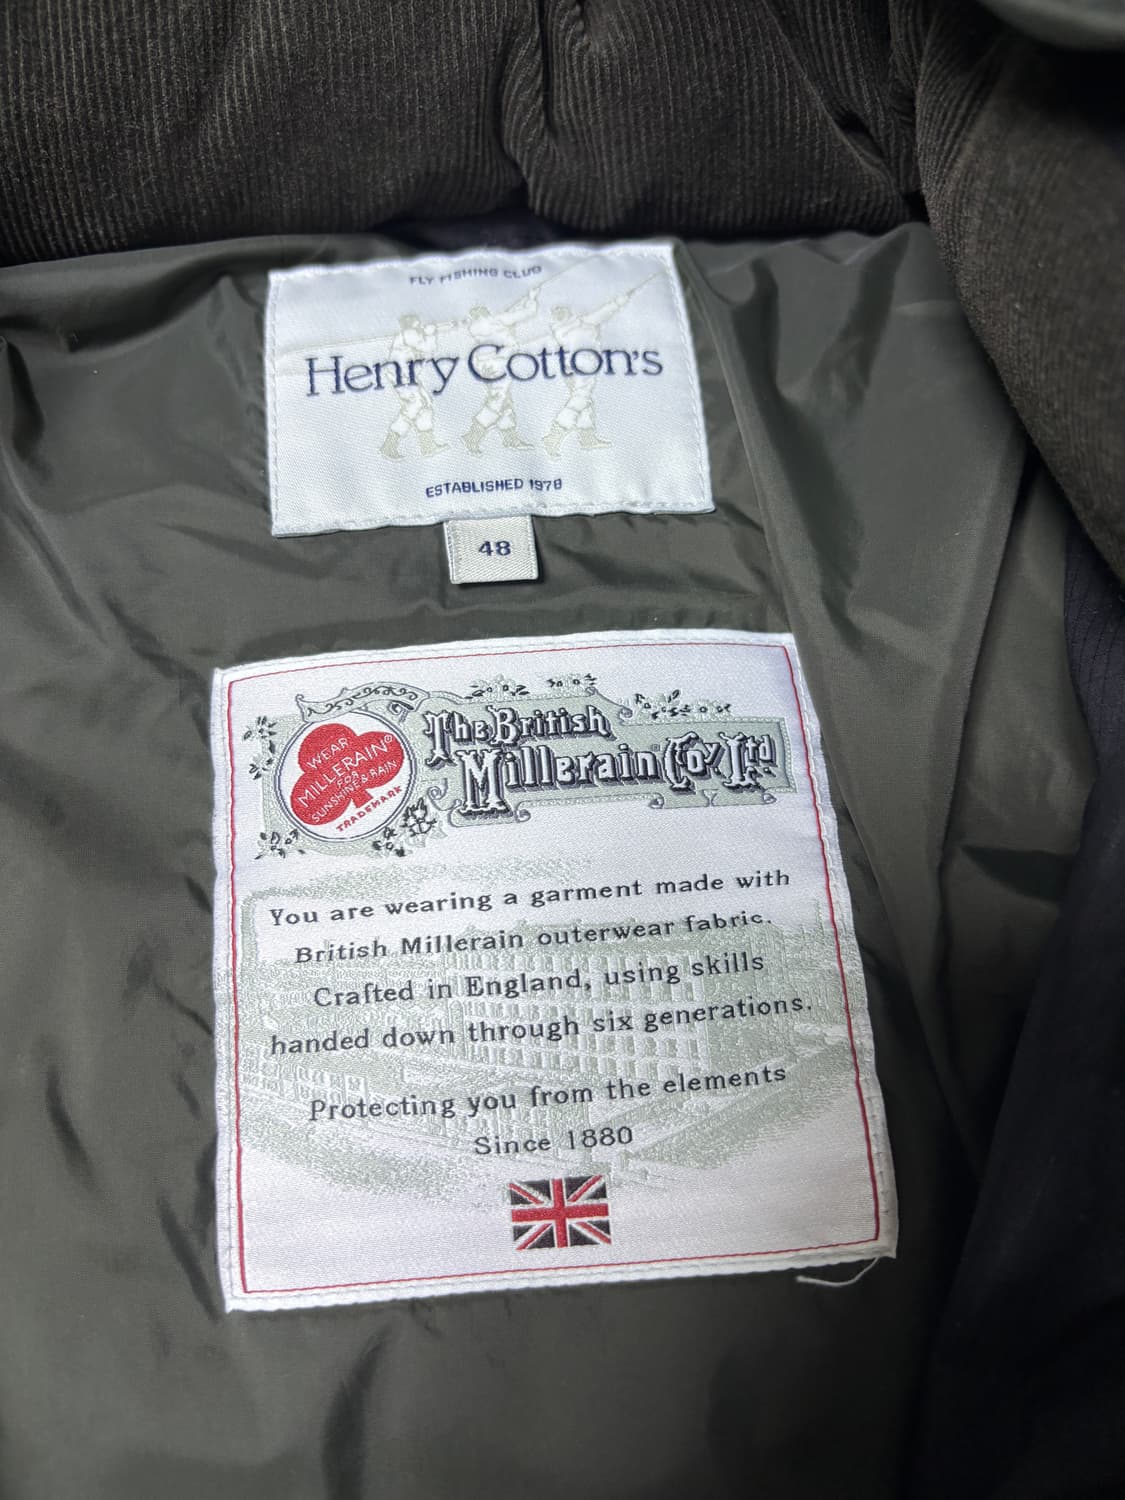 FLY FISHING CLUB
Henry Cotton's
ESTABLISHED 1978
48
WEAR
MILLERAIN®
FOR
SUNSHINE & RAIN
TRADEMARK
The British
Millerain Coy Ltd
You are wearing a garment made with
British Millerain outerwear fabric.
Crafted in England, using skills
handed down through six generations.
Protecting you from the elements
Since 1880